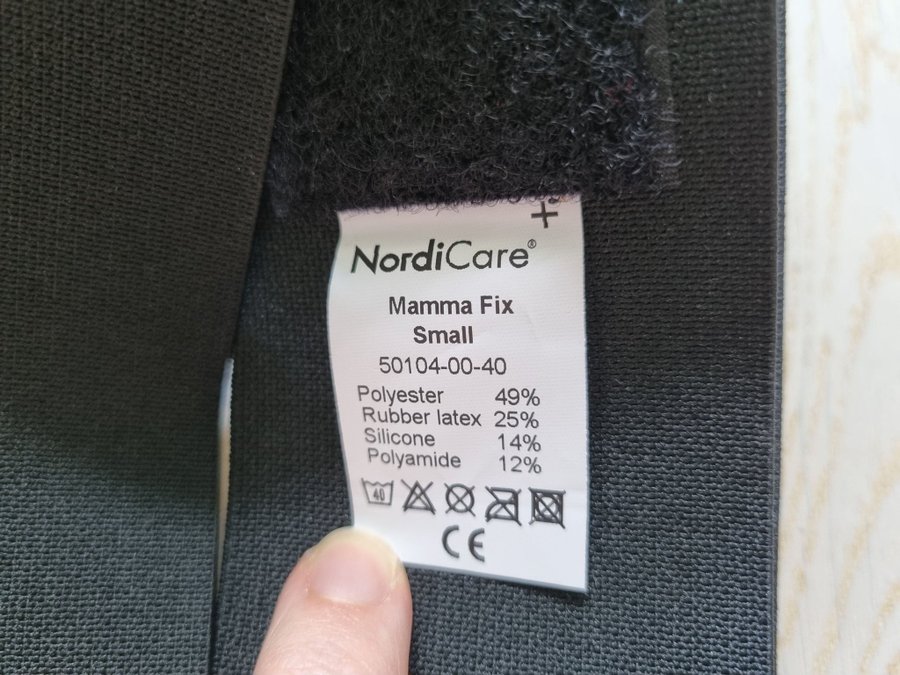 NordiCare®
Mamma Fix
Small
50104-00-40
Polyester 49%
Rubber latex 25%
Silicone 14%
Polyamide 12%
40
CE